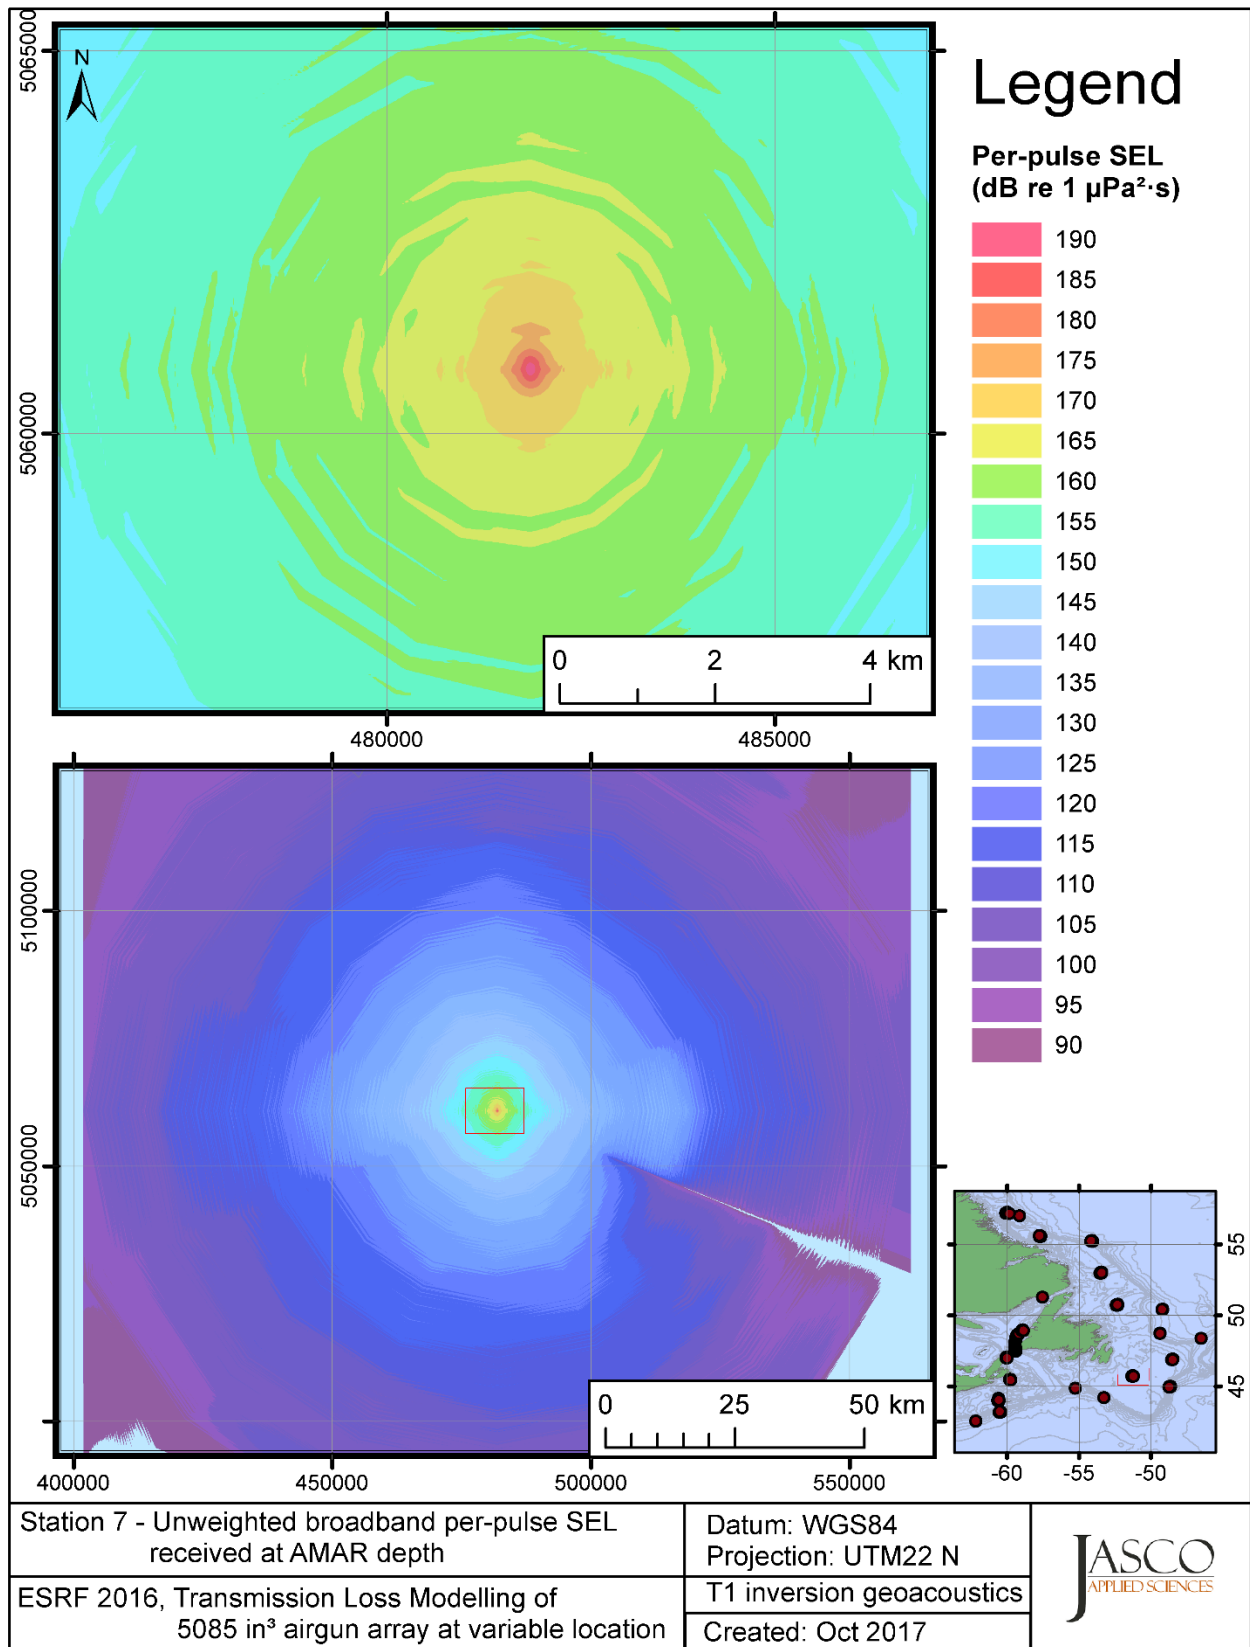 N
5065000
5060000
480000
485000
0
2
4 km
Legend
Per-pulse SEL
(dB re 1 µPa²·s)
190
185
180
175
170
165
160
155
150
145
140
135
130
125
120
115
110
105
100
95
90
5100000
5050000
400000
450000
500000
550000
0
25
50 km
55
50
45
-60
-55
-50
Station 7 - Unweighted broadband per-pulse SEL
received at AMAR depth
ESRF 2016, Transmission Loss Modelling of
5085 in³ airgun array at variable location
Datum: WGS84
Projection: UTM22 N
T1 inversion geoacoustics
Created: Oct 2017
JASCO
APPLIED SCIENCES